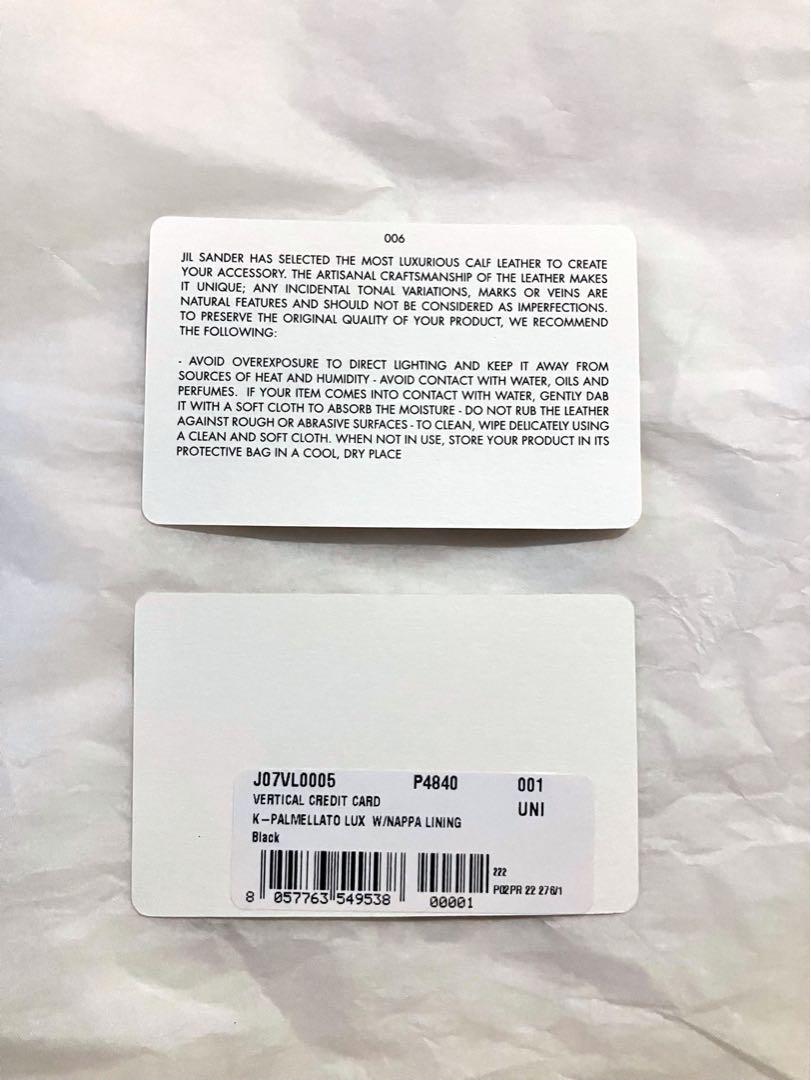 006
JIL SANDER HAS SELECTED THE MOST LUXURIOUS CALF LEATHER TO CREATE
YOUR ACCESSORY. THE ARTISANAL CRAFTSMANSHIP OF THE LEATHER MAKES
IT UNIQUE; ANY INCIDENTAL TONAL VARIATIONS, MARKS OR VEINS ARE
NATURAL FEATURES AND SHOULD NOT BE CONSIDERED AS IMPERFECTIONS.
TO PRESERVE THE ORIGINAL QUALITY OF YOUR PRODUCT, WE RECOMMEND
THE FOLLOWING:
- AVOID OVEREXPOSURE TO DIRECT LIGHTING AND KEEP IT AWAY FROM
SOURCES OF HEAT AND HUMIDITY - AVOID CONTACT WITH WATER, OILS AND
PERFUMES. IF YOUR ITEM COMES INTO CONTACT WITH WATER, GENTLY DAB
IT WITH A SOFT CLOTH TO ABSORB THE MOISTURE - DO NOT RUB THE LEATHER
AGAINST ROUGH OR ABRASIVE SURFACES - TO CLEAN, WIPE DELICATELY USING
A CLEAN AND SOFT CLOTH. WHEN NOT IN USE, STORE YOUR PRODUCT IN ITS
PROTECTIVE BAG IN A COOL, DRY PLACE
J07VL0005 P4840 001
VERTICAL CREDIT CARD UNI
K-PALMELLATO LUX W/NAPPA LINING
Black
222
P02PR 22 276/1
8 057763 549538 00001